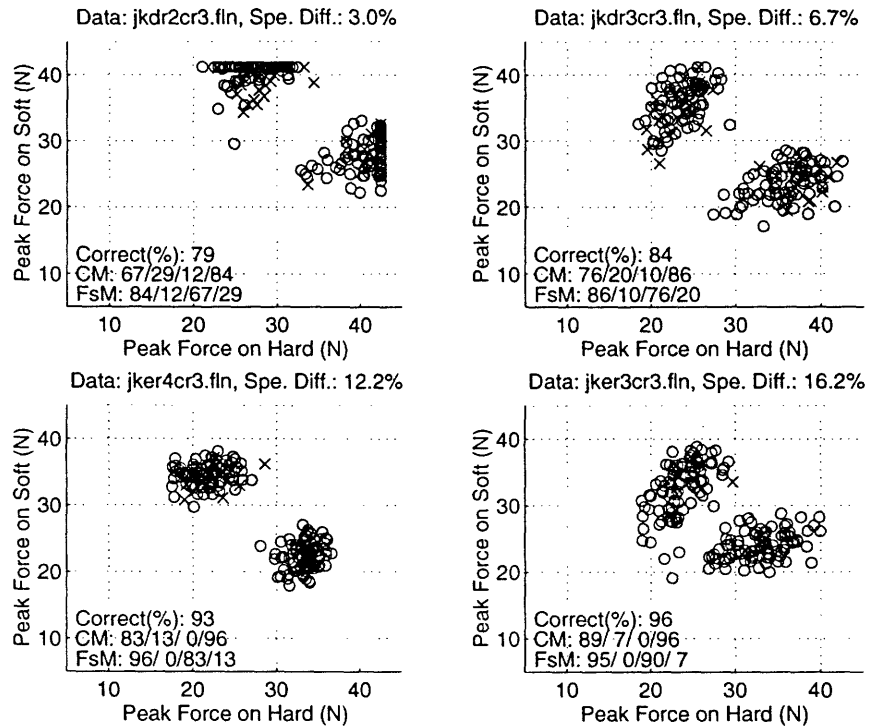 Data: jkdr2cr3.fln, Spe. Diff.: 3.0%
Peak Force on Soft (N)
40
30
20
10
Correct(%): 79
CM: 67/29/12/84
FsM: 84/12/67/29
10 20 30 40
Peak Force on Hard (N)
Data: jkdr3cr3.fln, Spe. Diff.: 6.7%
Peak Force on Soft (N)
40
30
20
10
Correct(%): 84
CM: 76/20/10/86
FsM: 86/10/76/20
10 20 30 40
Peak Force on Hard (N)
Data: jker4cr3.fln, Spe. Diff.: 12.2%
Peak Force on Soft (N)
40
30
20
10
Correct(%): 93
CM: 83/13/ 0/96
FsM: 96/ 0/83/13
10 20 30 40
Peak Force on Hard (N)
Data: jker3cr3.fln, Spe. Diff.: 16.2%
Peak Force on Soft (N)
40
30
20
10
Correct(%): 96
CM: 89/ 7/ 0/96
FsM: 95/ 0/90/ 7
10 20 30 40
Peak Force on Hard (N)